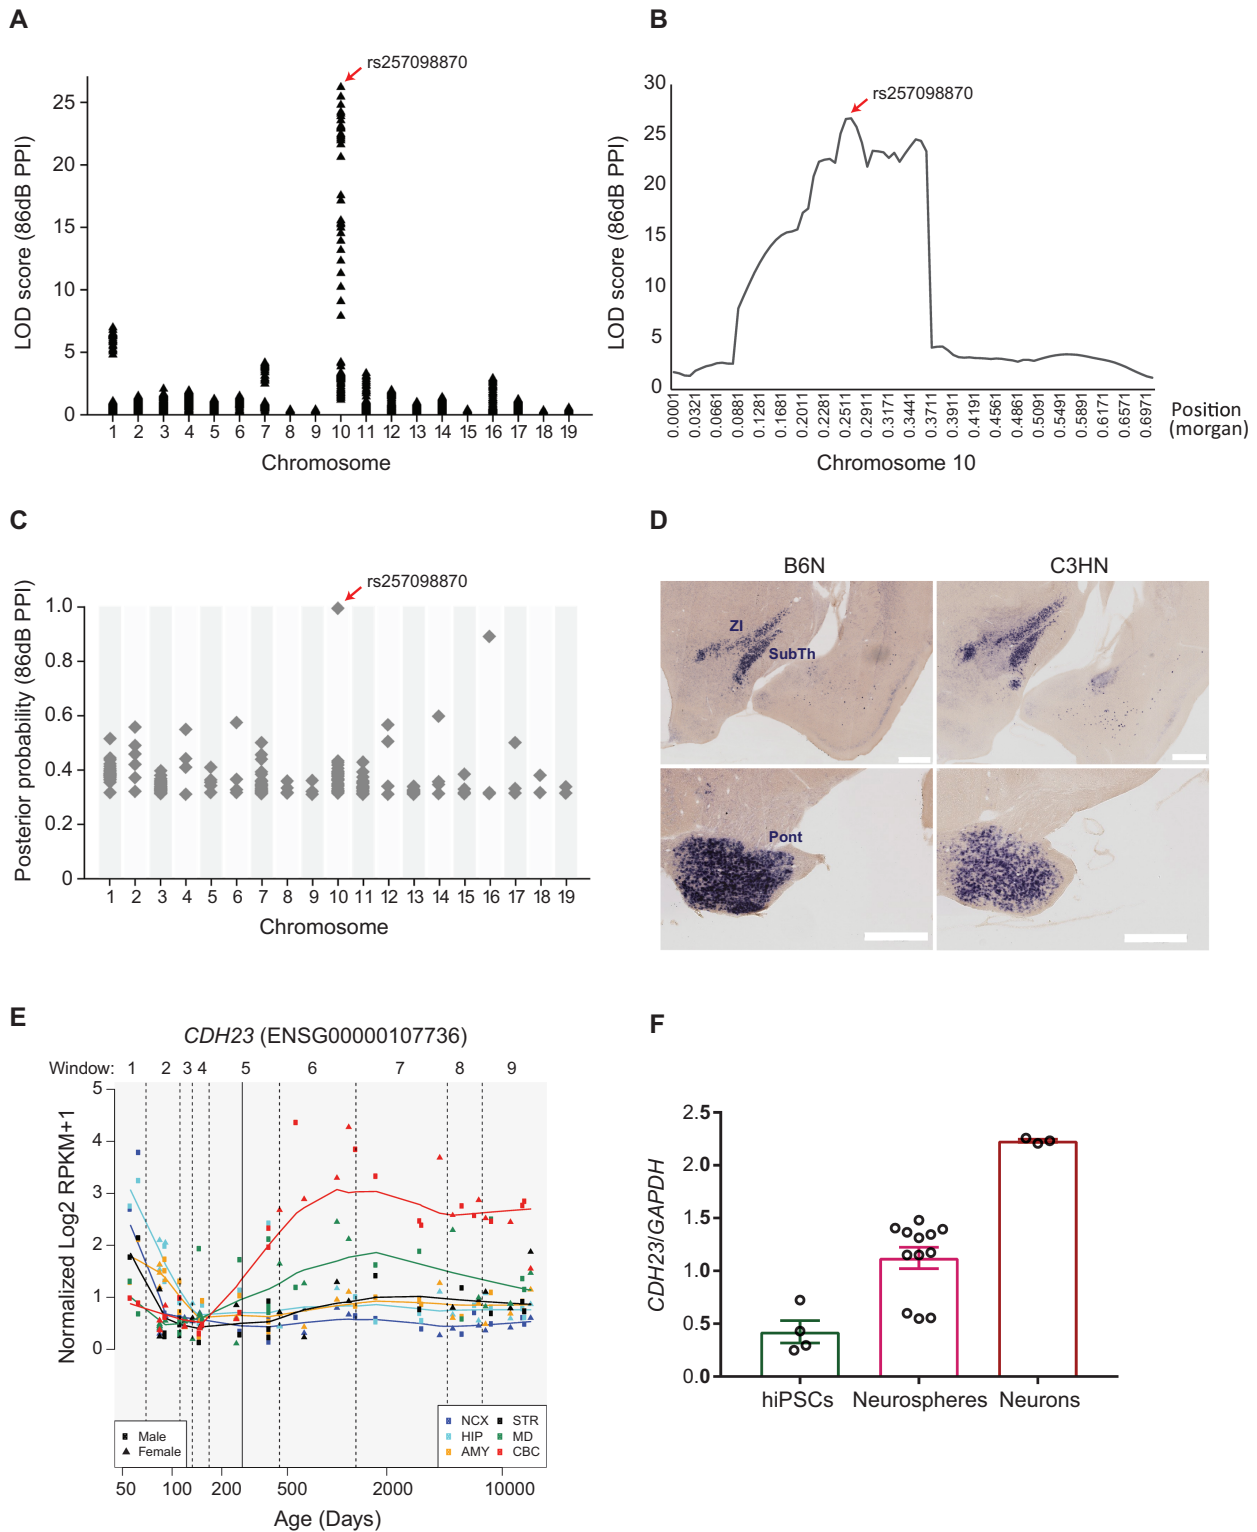 A
rs257098870
LOD score (86dB PPI)
25
20
15
10
5
0
1 2 3 4 5 6 7 8 9 10 11 12 13 14 15 16 17 18 19
Chromosome
B
rs257098870
LOD score (86dB PPI)
30
25
20
15
10
5
0
0.0001 0.0321 0.0661 0.0881 0.1281 0.1681 0.2011 0.2281 0.2511 0.2911 0.3171 0.3441 0.3711 0.3911 0.4191 0.4561 0.4861 0.5091 0.5491 0.5891 0.6171 0.6571 0.6971
Position
(morgan)
Chromosome 10
C
rs257098870
Posterior probability (86dB PPI)
1.0
0.8
0.6
0.4
0.2
0
1 2 3 4 5 6 7 8 9 10 11 12 13 14 15 16 17 18 19
Chromosome
D
B6N C3HN
ZI
SubTh
Pont
E
CDH23 (ENSG00000107736)
Window: 1 2 3 4 5 6 7 8 9
Normalized Log2 RPKM+1
5
4
3
2
1
0
Male
Female
NCX STR
HIP MD
AMY CBC
50 100 200 500 2000 10000
Age (Days)
F
CDH23/GAPDH
2.5
2.0
1.5
1.0
0.5
0.0
hiPSCs Neurospheres Neurons